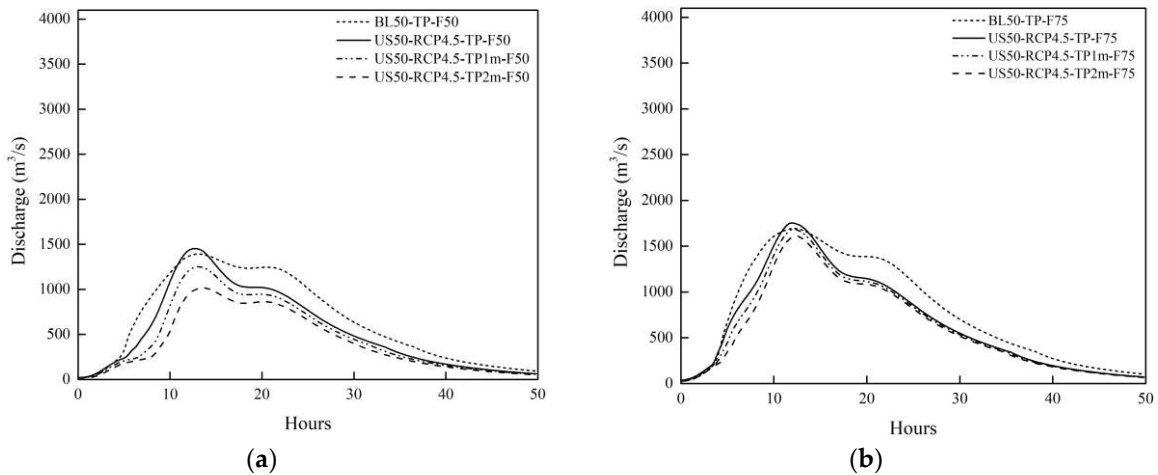 BL50-TP-F50
US50-RCP4.5-TP-F50
US50-RCP4.5-TP1m-F50
US50-RCP4.5-TP2m-F50
4000
3500
3000
2500
2000
1500
1000
500
0
Discharge (m³/s)
0 10 20 30 40 50
Hours
(a)
BL50-TP-F75
US50-RCP4.5-TP-F75
US50-RCP4.5-TP1m-F75
US50-RCP4.5-TP2m-F75
4000
3500
3000
2500
2000
1500
1000
500
0
Discharge (m³/s)
0 10 20 30 40 50
Hours
(b)